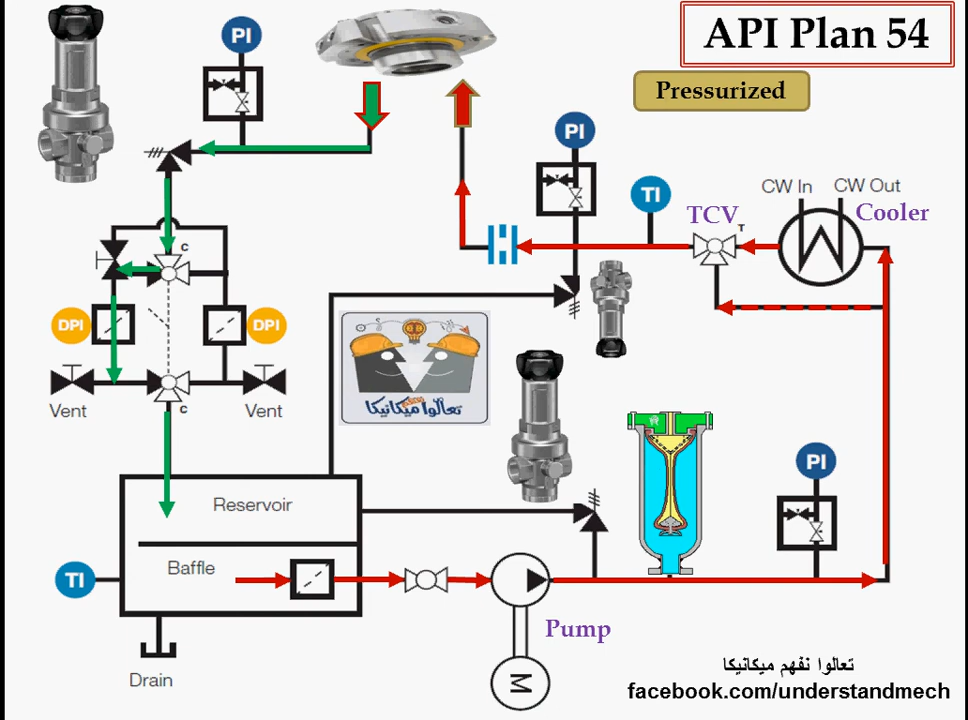 API Plan 54
Pressurized
PI
PI
TI
TCV
T
CW In
CW Out
Cooler
C
DPI
DPI
Vent
Vent
C
تعالوا نفهم ميكانيكا
Reservoir
Baffle
TI
PI
Pump
M
Drain
تعالوا نفهم ميكانيكا
facebook.com/understandmech